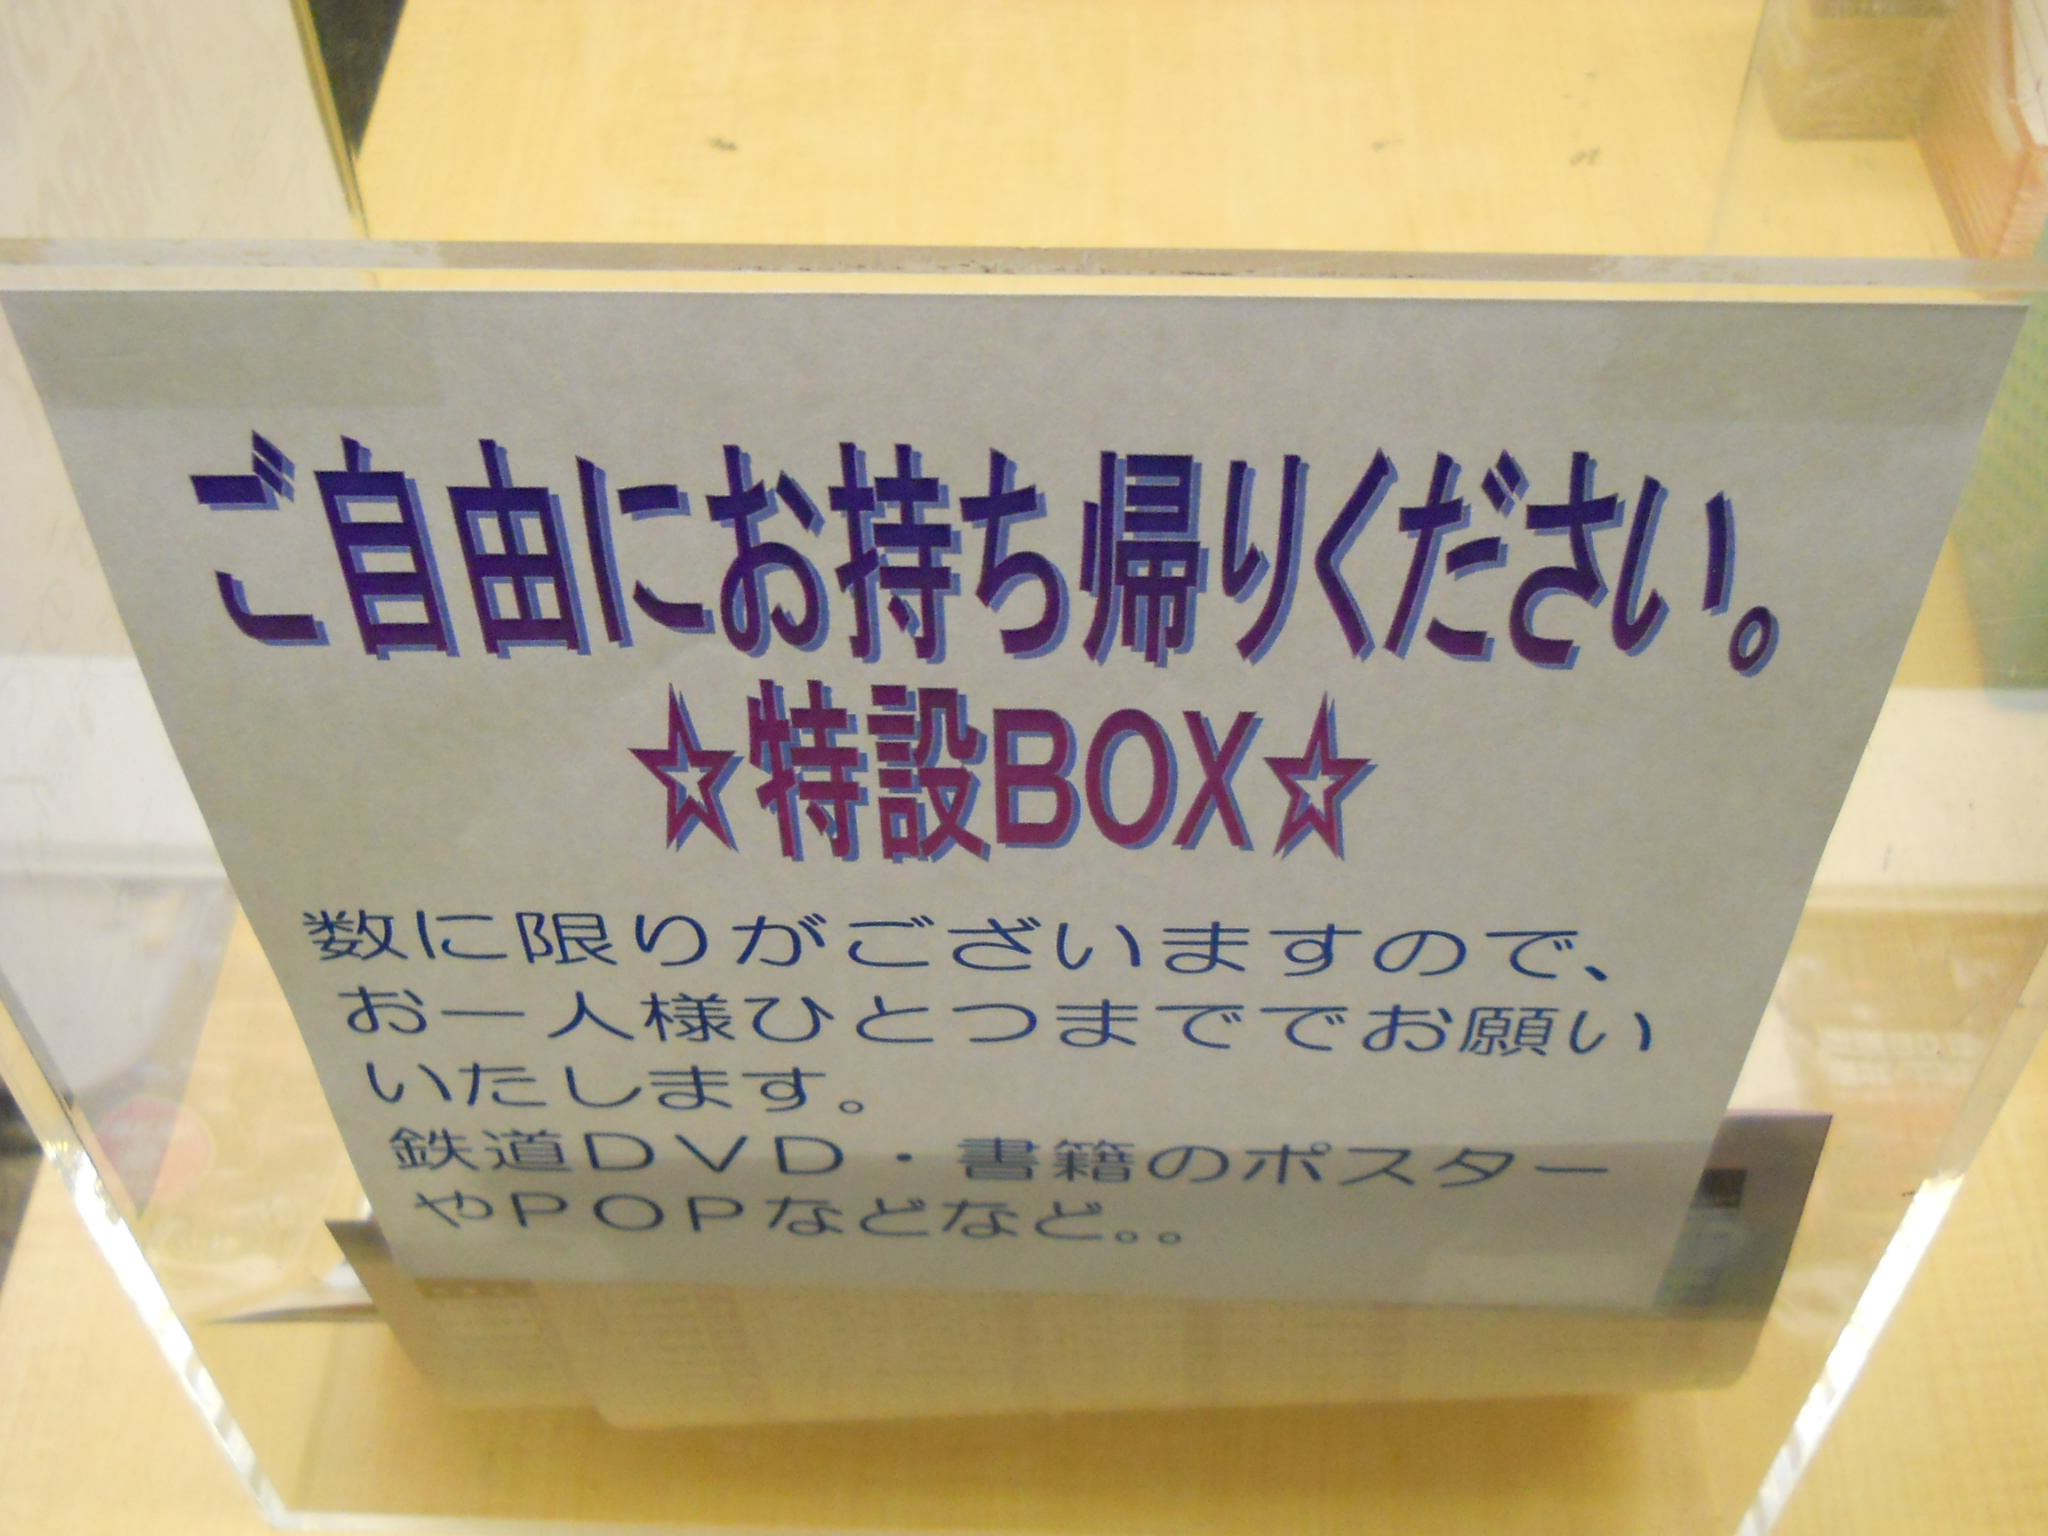 ご自由にお持ち帰りください。
☆特設BOX☆
数に限りがございますので、
お一人様ひとつまででお願い
いたします。
鉄道DVD・書籍のポスター
やPOPなどなど。。